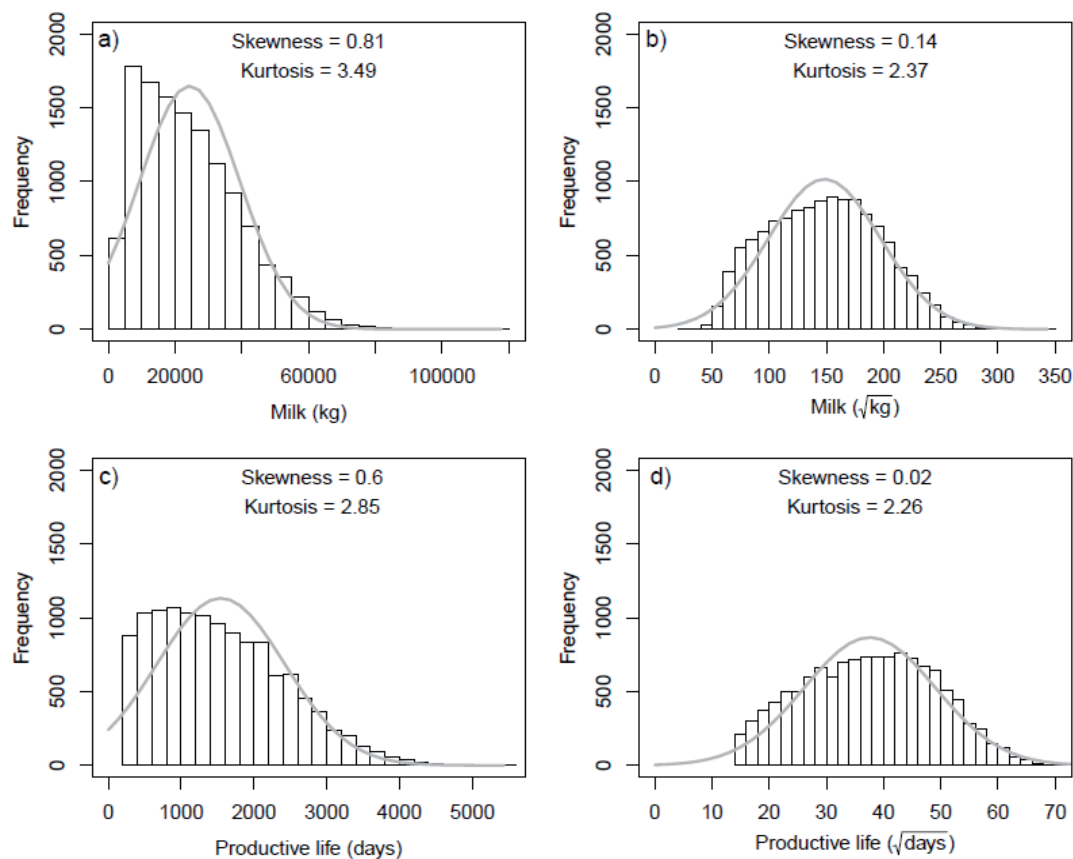 a)
Skewness = 0.81
Kurtosis = 3.49
Frequency
2000
1500
1000
500
0
0 20000 60000 100000
Milk (kg)
b)
Skewness = 0.14
Kurtosis = 2.37
Frequency
2000
1500
1000
500
0
0 50 100 150 200 250 300 350
Milk (√kg)
c)
Skewness = 0.6
Kurtosis = 2.85
Frequency
2000
1500
1000
500
0
0 1000 2000 3000 4000 5000
Productive life (days)
d)
Skewness = 0.02
Kurtosis = 2.26
Frequency
2000
1500
1000
500
0
0 10 20 30 40 50 60 70
Productive life (√days)